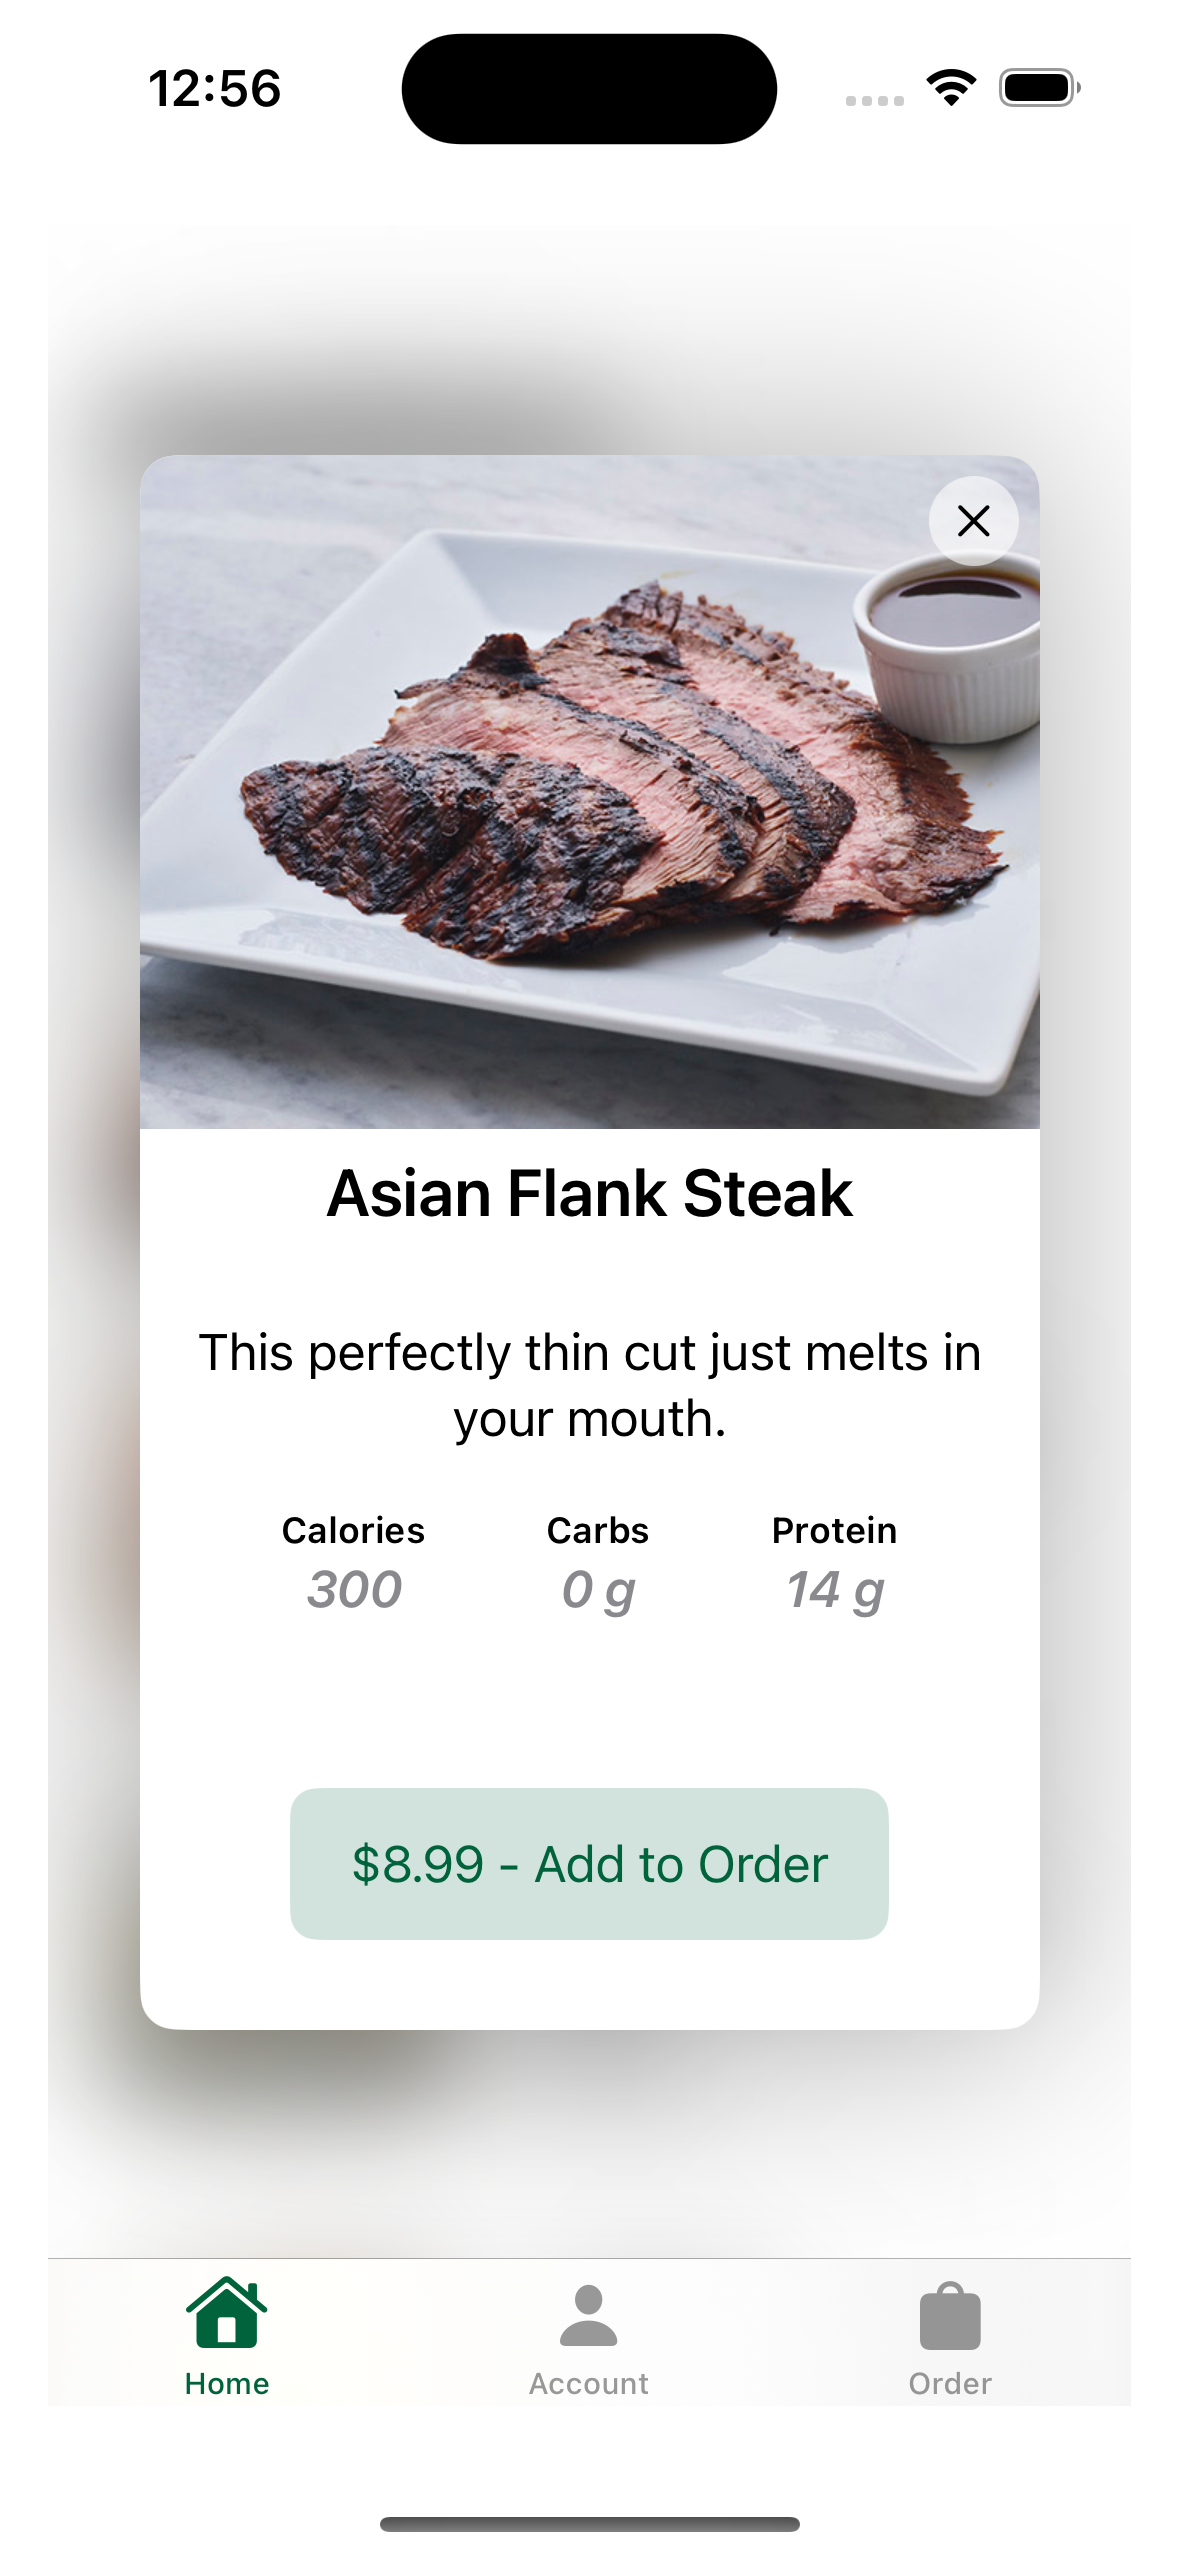 12:56
Asian Flank Steak
This perfectly thin cut just melts in
your mouth.
Calories Carbs Protein
300 0 g 14 g
$8.99 - Add to Order
Home Account Order